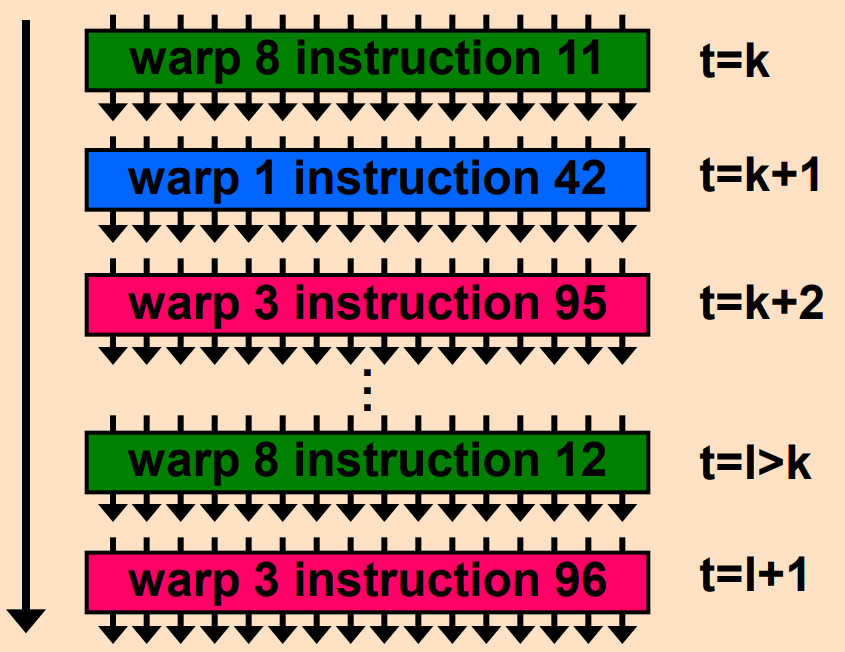 warp 8 instruction 11 t=k
warp 1 instruction 42 t=k+1
warp 3 instruction 95 t=k+2
⋮
warp 8 instruction 12 t=l>k
warp 3 instruction 96 t=l+1